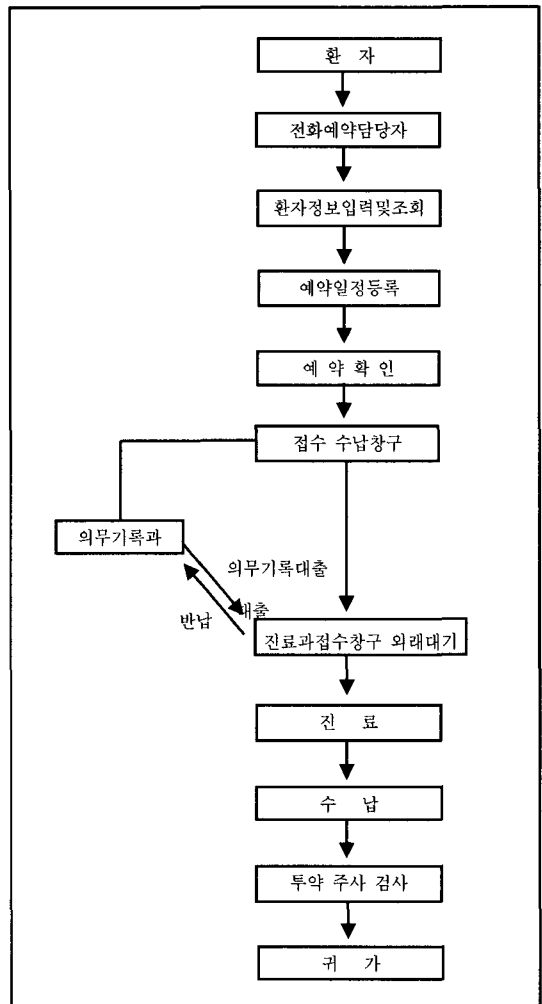 환 자
전화예약담당자
환자정보입력및조회
예약일정등록
예 약 확 인
접수 수납창구
의무기록과
의무기록대출
반납
대출
진료과접수창구 외래대기
진 료
수 납
투약 주사 검사
귀 가